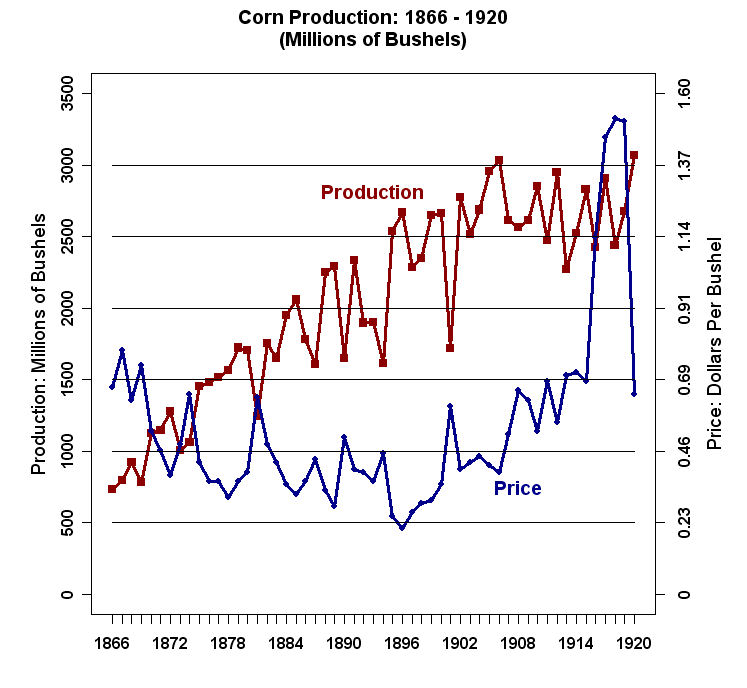 Corn Production: 1866 - 1920
(Millions of Bushels)
Production: Millions of Bushels
3500
3000
2500
2000
1500
1000
500
0
Production
Price
1.60
1.37
1.14
0.91
0.69
0.46
0.23
0
Price: Dollars Per Bushel
1866 1872 1878 1884 1890 1896 1902 1908 1914 1920